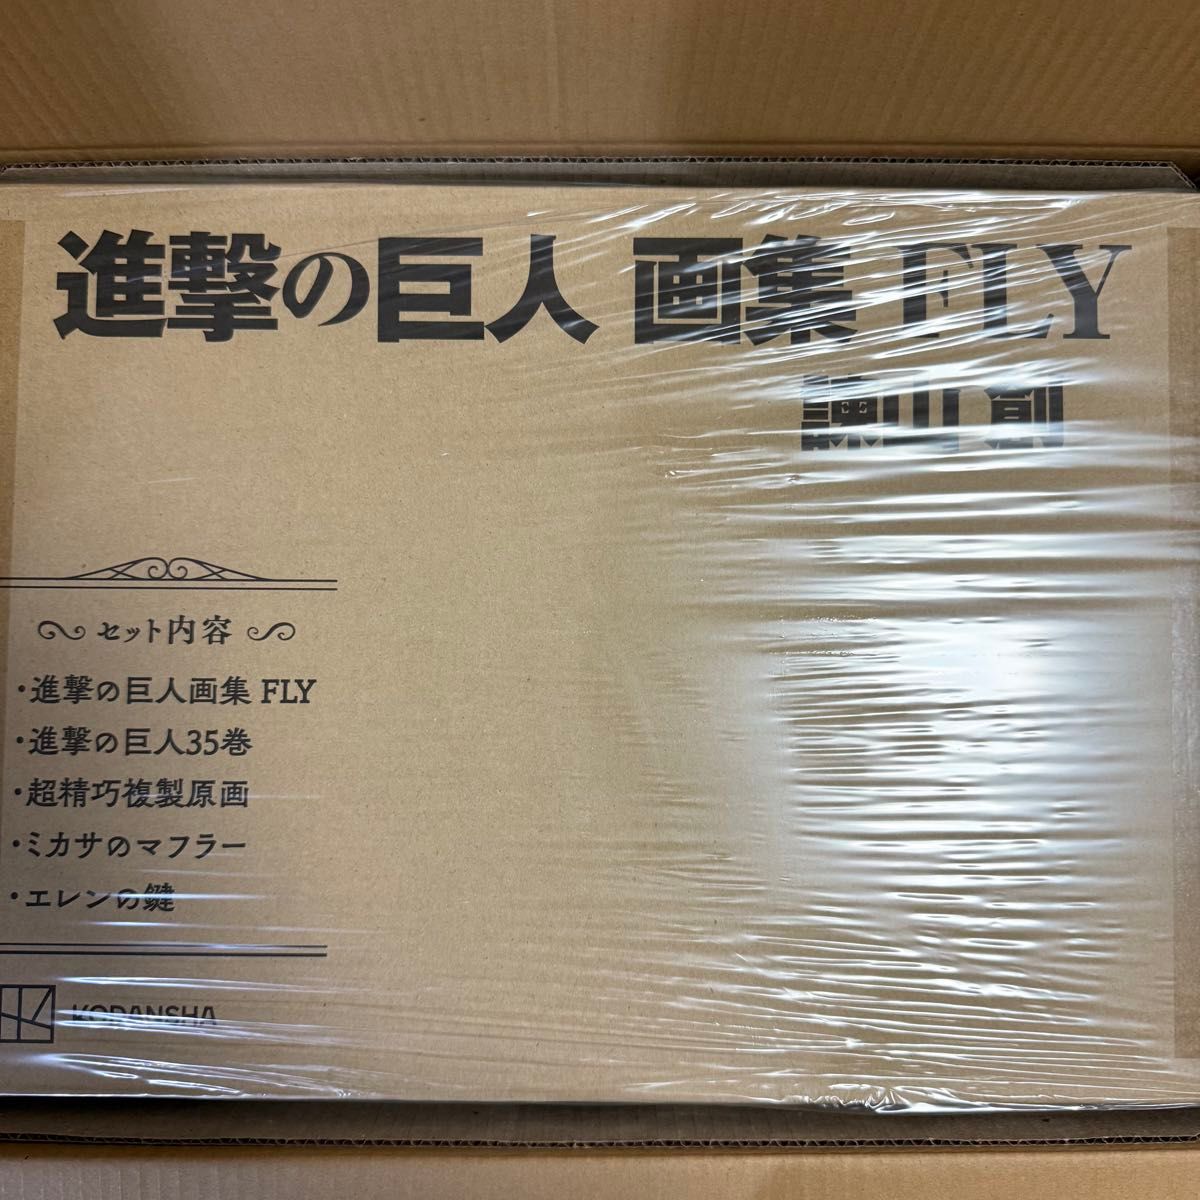 進撃の巨人 画集 FLY
諫山 創
セット内容
・進撃の巨人画集 FLY
・進撃の巨人35巻
・超精巧複製原画
・ミカサのマフラー
・エレンの鍵
KODANSHA